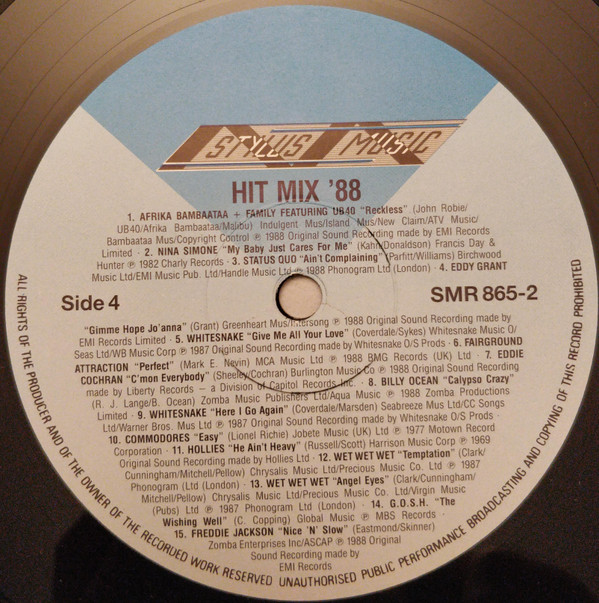 STYLUS MUSIC
HIT MIX '88
1. AFRIKA BAMBAATAA + FAMILY FEATURING UB40 "Reckless" (John Robie/
UB40/Afrika Bambaataa/Malibu) Indulgent Mus/Island Mus/New Claim/ATV Music/
Bambaataa Mus/Copyright Control ℗ 1988 Original Sound Recording made by EMI Records
Limited · 2. NINA SIMONE "My Baby Just Cares For Me" (Kahn/Donaldson) Francis Day &
Hunter ℗ 1982 Charly Records · 3. STATUS QUO "Ain't Complaining" (Parfitt/Williams) Birchwood
Mus Ltd/EMI Music Pub. Ltd/Handle Music Ltd ℗ 1988 Phonogram Ltd (London) · 4. EDDY GRANT
Side 4
SMR 865-2
"Gimme Hope Jo'anna" (Grant) Greenheart Mus/Intersong ℗ 1988 Original Sound Recording made by
EMI Records Limited · 5. WHITESNAKE "Give Me All Your Love" (Coverdale/Sykes) Whitesnake Music O/
Seas Ltd/WB Music Corp ℗ 1987 Original Sound Recording made by Whitesnake O/S Prods · 6. FAIRGROUND
ATTRACTION "Perfect" (Mark E. Nevin) MCA Music Ltd ℗ 1988 BMG Records (UK) Ltd · 7. EDDIE
COCHRAN "C'mon Everybody" (Sheeley/Cochran) Burlington Music Co ℗ 1988 Original Sound Recording
made by Liberty Records – a Division of Capitol Records Inc. · 8. BILLY OCEAN "Calypso Crazy"
(R. J. Lange/B. Ocean) Zomba Music Publishers Ltd/Aqua Music ℗ 1988 Zomba Productions
Limited · 9. WHITESNAKE "Here I Go Again" (Coverdale/Marsden) Seabreeze Mus Ltd/CC Songs
Ltd/Warner Bros. Mus Ltd ℗ 1987 Original Sound Recording made by Whitesnake O/S Prods ·
10. COMMODORES "Easy" (Lionel Richie) Jobete Music (UK) Ltd ℗ 1977 Motown Record
Corporation · 11. HOLLIES "He Ain't Heavy" (Russell/Scott) Harrison Music Corp ℗ 1969
Original Sound Recording made by Hollies Ltd · 12. WET WET WET "Temptation" (Clark/
Cunningham/Mitchell/Pellow) Chrysalis Music Ltd/Precious Music Co. Ltd ℗ 1987
Phonogram Ltd (London) · 13. WET WET WET "Angel Eyes" (Clark/Cunningham/
Mitchell/Pellow) Chrysalis Music Ltd/Precious Music Co. Ltd/Virgin Music
(Pubs) Ltd ℗ 1987 Phonogram Ltd (London) · 14. G.O.S.H. "The
Wishing Well" (C. Copping) Global Music ℗ MBS Records ·
15. FREDDIE JACKSON "Nice 'N' Slow" (Eastmond/Skinner)
Zomba Enterprises Inc/ASCAP ℗ 1988 Original
Sound Recording made by
EMI Records
ALL RIGHTS OF THE PRODUCER AND OF THE OWNER OF THE RECORDED WORK RESERVED UNAUTHORISED PUBLIC PERFORMANCE BROADCASTING AND COPYING OF THIS RECORD PROHIBITED